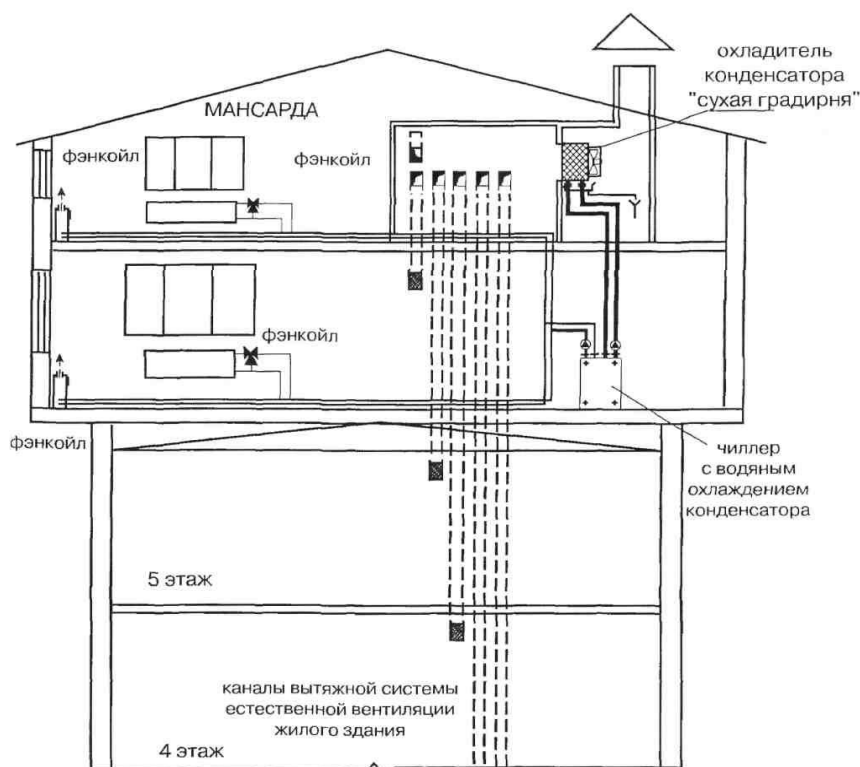 охладитель
конденсатора
"сухая градирня"
МАНСАРДА
фэнкойл
фэнкойл
фэнкойл
фэнкойл
чиллер
с водяным
охлаждением
конденсатора
5 этаж
каналы вытяжной системы
естественной вентиляции
жилого здания
4 этаж